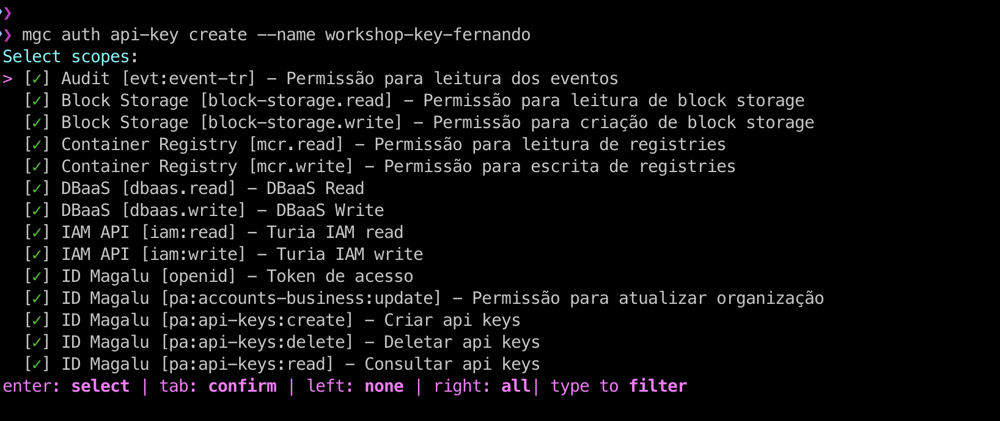 ❯
❯ mgc auth api-key create --name workshop-key-fernando
Select scopes:
> [✓] Audit [evt:event-tr] - Permissão para leitura dos eventos
[✓] Block Storage [block-storage.read] - Permissão para leitura de block storage
[✓] Block Storage [block-storage.write] - Permissão para criação de block storage
[✓] Container Registry [mcr.read] - Permissão para leitura de registries
[✓] Container Registry [mcr.write] - Permissão para escrita de registries
[✓] DBaaS [dbaas.read] - DBaaS Read
[✓] DBaaS [dbaas.write] - DBaaS Write
[✓] IAM API [iam:read] - Turia IAM read
[✓] IAM API [iam:write] - Turia IAM write
[✓] ID Magalu [openid] - Token de acesso
[✓] ID Magalu [pa:accounts-business:update] - Permissão para atualizar organização
[✓] ID Magalu [pa:api-keys:create] - Criar api keys
[✓] ID Magalu [pa:api-keys:delete] - Deletar api keys
[✓] ID Magalu [pa:api-keys:read] - Consultar api keys
enter: select | tab: confirm | left: none | right: all| type to filter